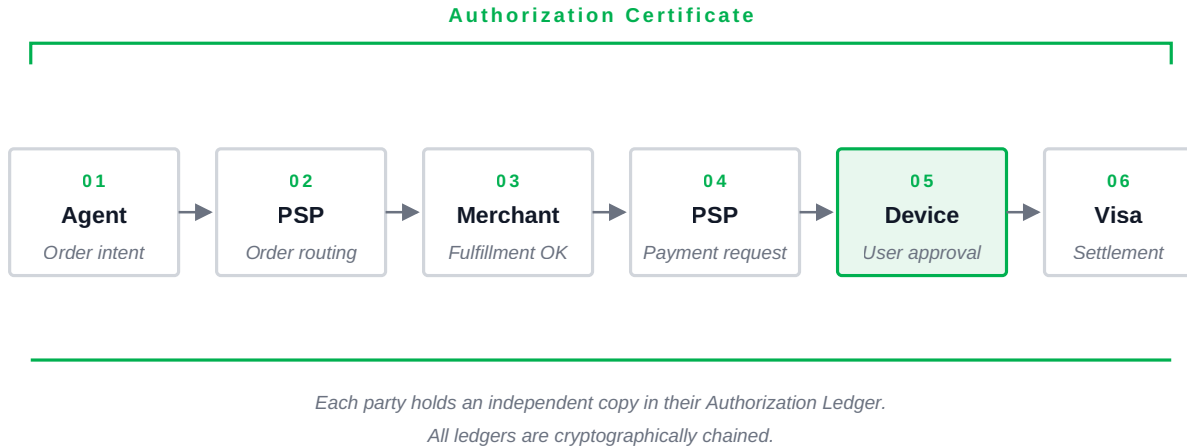 Authorization Certificate
01
Agent
Order intent
02
PSP
Order routing
03
Merchant
Fulfillment OK
04
PSP
Payment request
05
Device
User approval
06
Visa
Settlement
Each party holds an independent copy in their Authorization Ledger.
All ledgers are cryptographically chained.